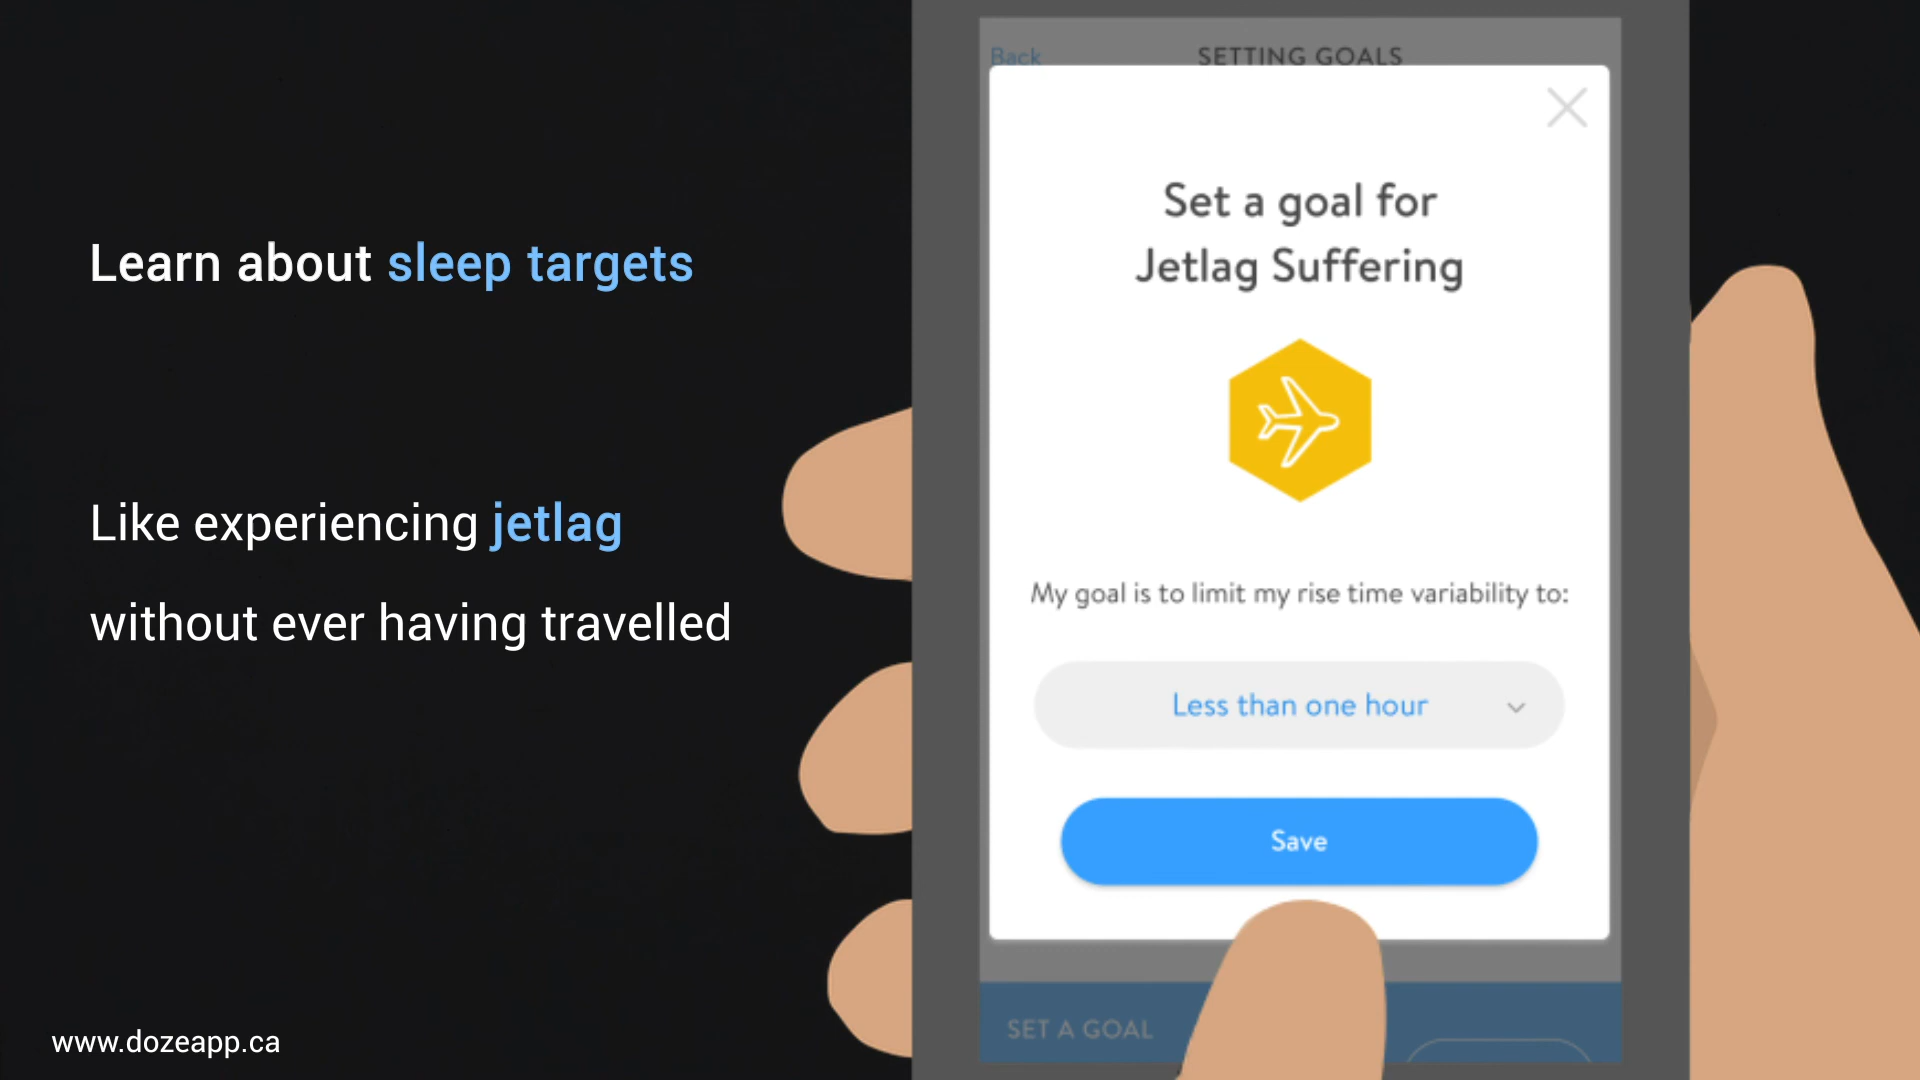 Learn about sleep targets
Like experiencing jetlag
without ever having travelled
www.dozeapp.ca
Back
SETTING GOALS
Set a goal for
Jetlag Suffering
My goal is to limit my rise time variability to:
Less than one hour
Save
SET A GOAL